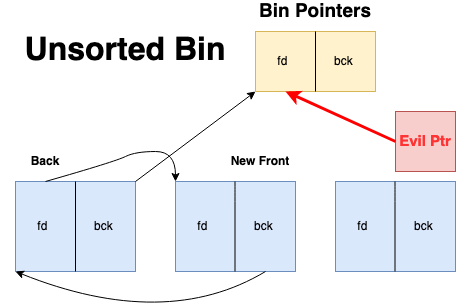 Bin Pointers
Unsorted Bin
fd bck
Evil Ptr
Back New Front
fd bck fd bck fd bck